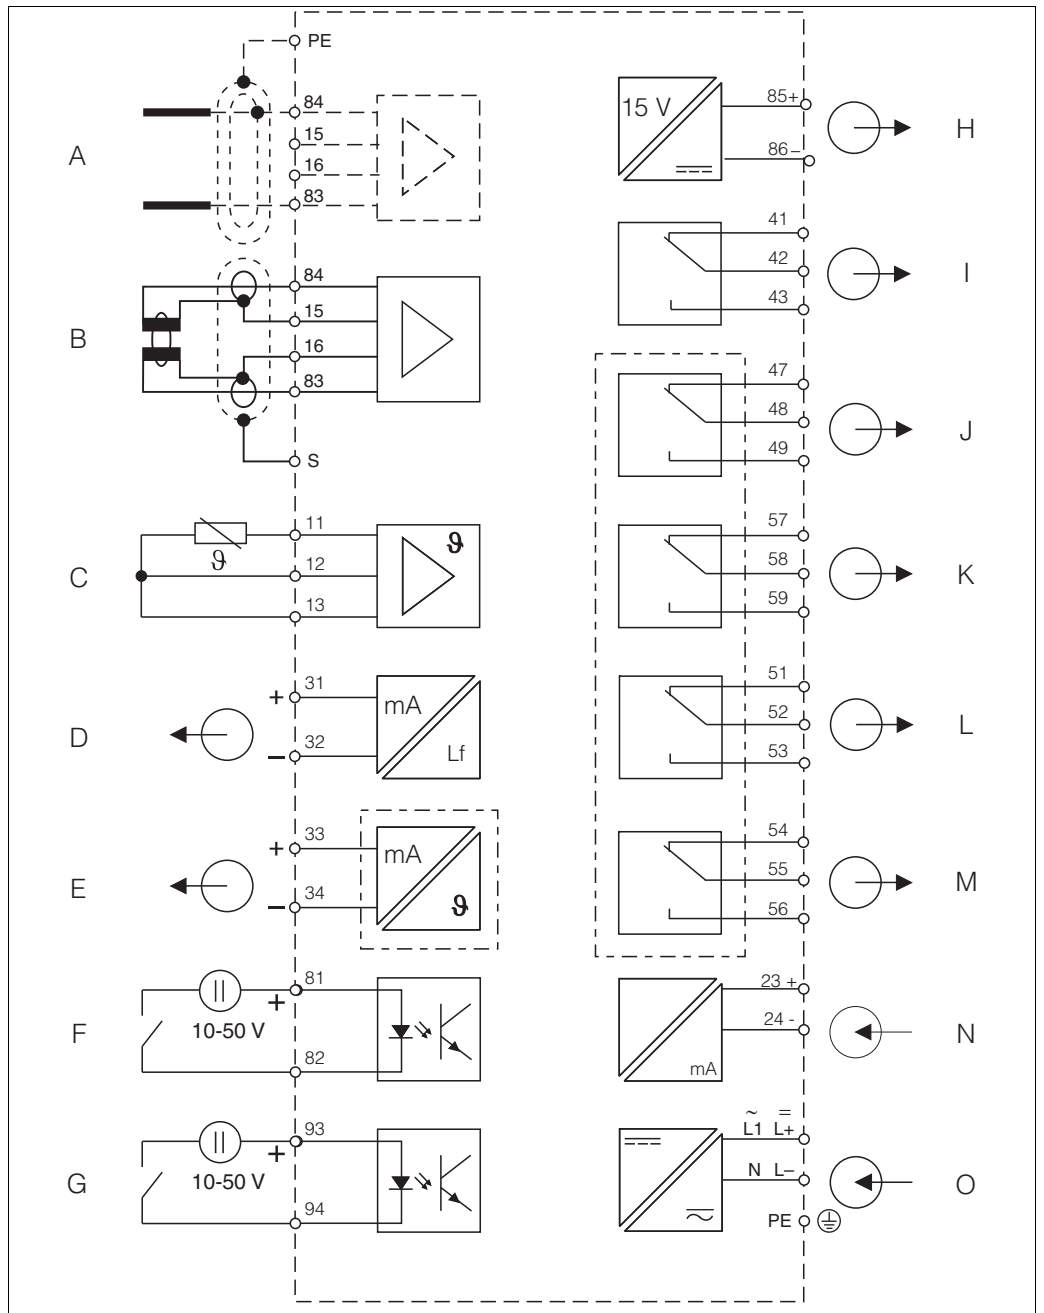 PE
84
15
16
83
A
84
15
16
83
S
B
11
12
13
ϑ
ϑ
C
+ 31
– 32
mA
Lf
D
+ 33
– 34
mA
ϑ
E
81
+
10-50 V
82
F
93
+
10-50 V
94
G
15 V
85+
86–
H
41
42
43
I
47
48
49
J
57
58
59
K
51
52
53
L
54
55
56
M
23 +
24 -
mA
N
~ =
L1 L+
N L–
PE
O